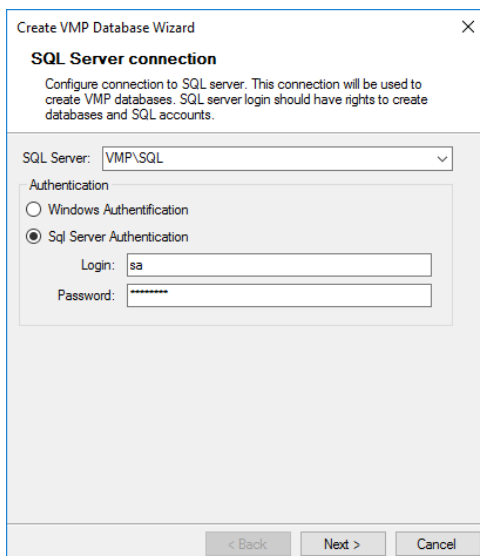 Create VMP Database Wizard
SQL Server connection
Configure connection to SQL server. This connection will be used to
create VMP databases. SQL server login should have rights to create
databases and SQL accounts.
SQL Server: VMP\SQL
Authentication
Windows Authentification
Sql Server Authentication
Login: sa
Password: ********
< Back Next > Cancel